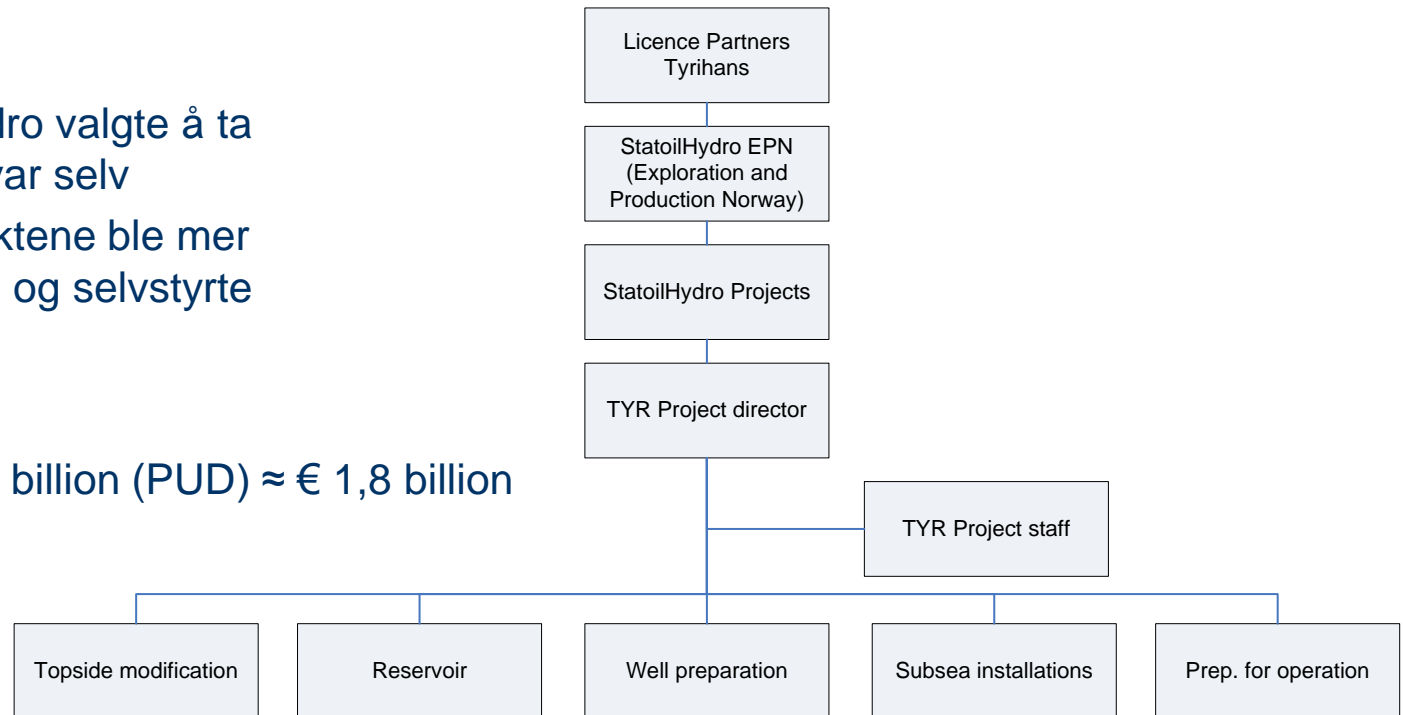 dro valgte å ta
var selv
ktene ble mer
og selvstyrte
billion (PUD) ≈ € 1,8 billion
Licence Partners
Tyrihans
StatoilHydro EPN
(Exploration and
Production Norway)
StatoilHydro Projects
TYR Project director
TYR Project staff
Topside modification
Reservoir
Well preparation
Subsea installations
Prep. for operation